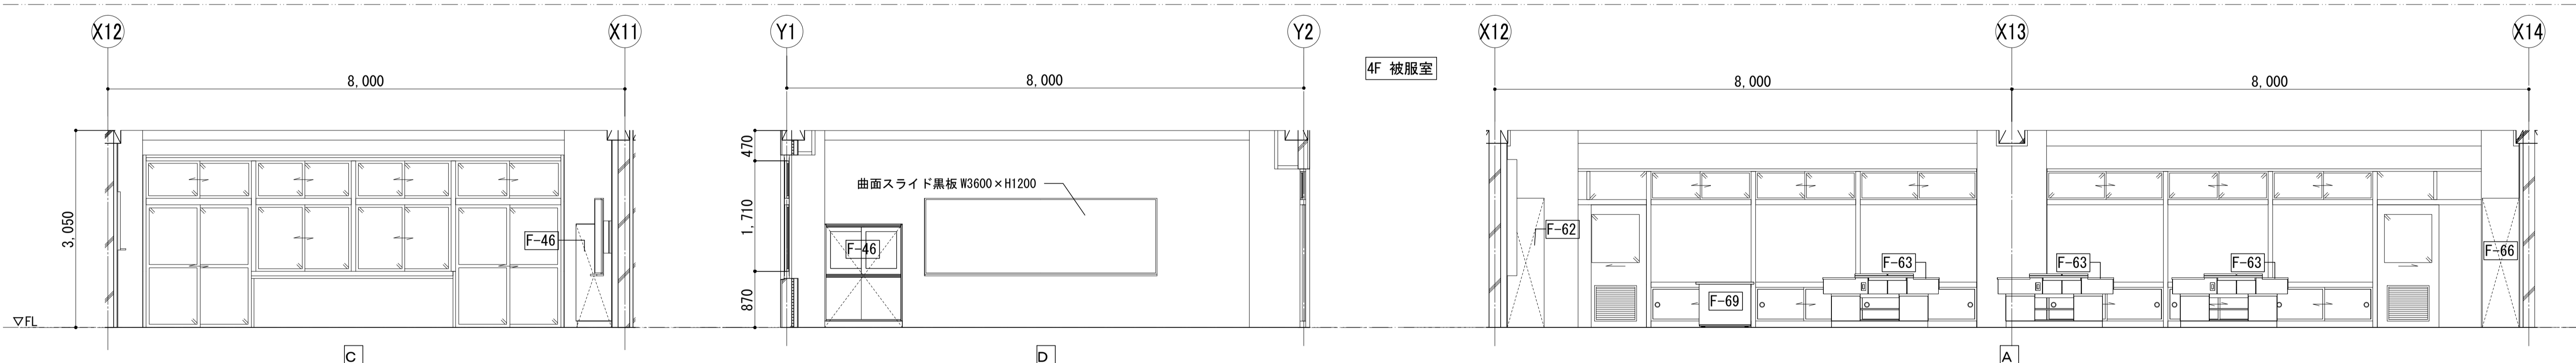 X12
X11
Y1
Y2
X12
X13
X14
8,000
8,000
4F 被服室
8,000
8,000
3,050
470
1,710
870
曲面スライド黒板 W3600×H1200
F-46
F-46
F-62
F-69
F-63
F-63
F-63
F-66
▽FL
C
D
A